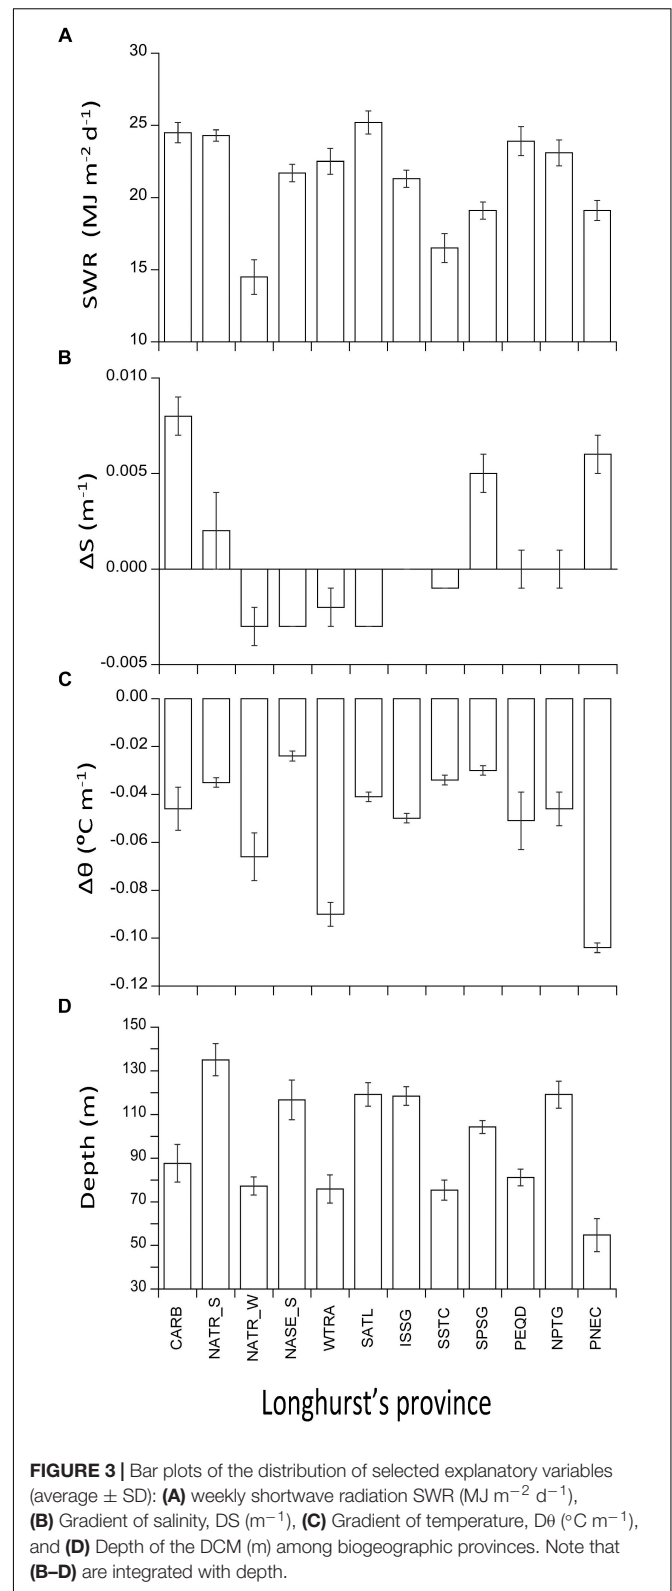 A
SWR (MJ m⁻² d⁻¹)
30
25
20
15
10
B
ΔS (m⁻¹)
0.010
0.005
0.000
-0.005
C
Δθ (ºC m⁻¹)
0.00
-0.02
-0.04
-0.06
-0.08
-0.10
-0.12
D
Depth (m)
150
130
110
90
70
50
30
CARB
NATR_S
NATR_W
NASE_S
WTRA
SATL
ISSG
SSTC
SPSG
PEQD
NPTG
PNEC
Longhurst's province
FIGURE 3 | Bar plots of the distribution of selected explanatory variables
(average ± SD): (A) weekly shortwave radiation SWR (MJ m⁻² d⁻¹),
(B) Gradient of salinity, DS (m⁻¹), (C) Gradient of temperature, Dθ (°C m⁻¹),
and (D) Depth of the DCM (m) among biogeographic provinces. Note that
(B–D) are integrated with depth.